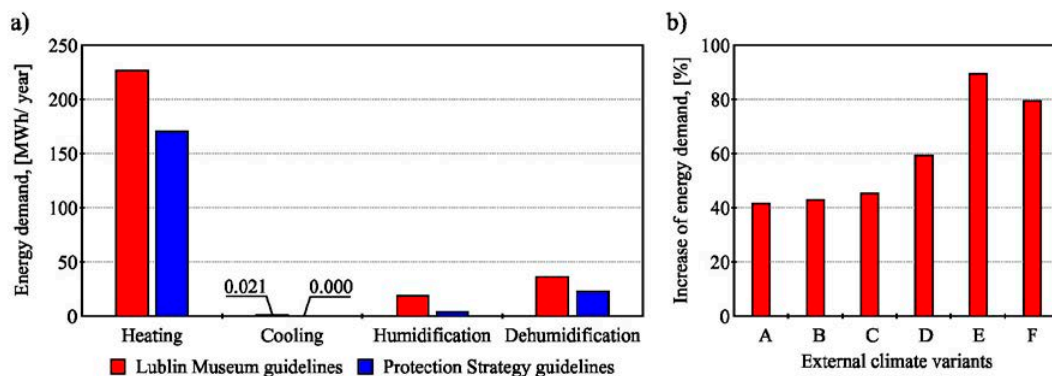 a)
Energy demand, [MWh/ year]
250
200
150
100
50
0
0.021
0.000
Heating
Cooling
Humidification
Dehumidification
Lublin Museum guidelines
Protection Strategy guidelines
b)
Increase of energy demand, [%]
100
80
60
40
20
0
A B C D E F
External climate variants